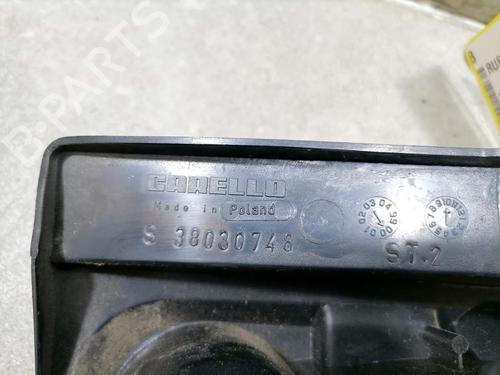 B-PARTS
CARELLO
Made in Poland
S 38030748
ST.2